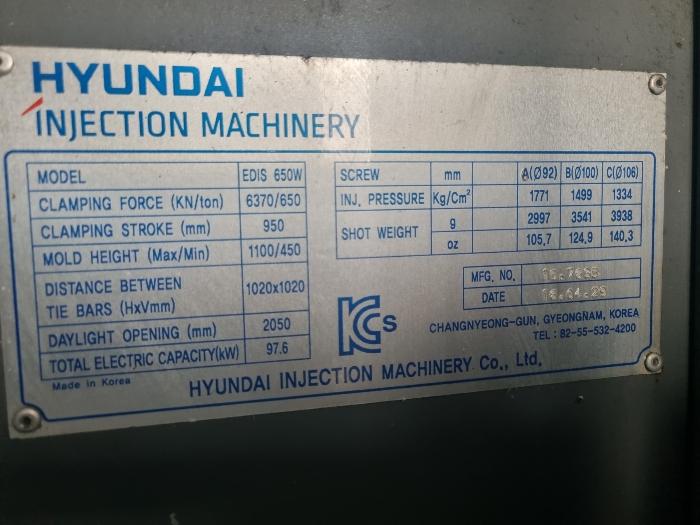 HYUNDAI
INJECTION MACHINERY
MODEL EDIS 650W
CLAMPING FORCE (KN/ton) 6370/650
CLAMPING STROKE (mm) 950
MOLD HEIGHT (Max/Min) 1100/450
DISTANCE BETWEEN
TIE BARS (HxVmm) 1020x1020
DAYLIGHT OPENING (mm) 2050
TOTAL ELECTRIC CAPACITY(kW) 97.6
Made in Korea
SCREW mm A(Ø92) B(Ø100) C(Ø106)
INJ. PRESSURE Kg/Cm² 1771 1499 1334
SHOT WEIGHT g 2997 3541 3938
oz 105,7 124,9 140,3
MFG. NO.
DATE 16.04.25
KCs
CHANGNYEONG-GUN, GYEONGNAM, KOREA
TEL : 82-55-532-4200
HYUNDAI INJECTION MACHINERY Co., Ltd.